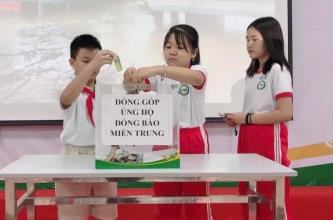 ĐÓNG GÓP
ỦNG HỘ
ĐỒNG BÀO
MIỀN TRUNG